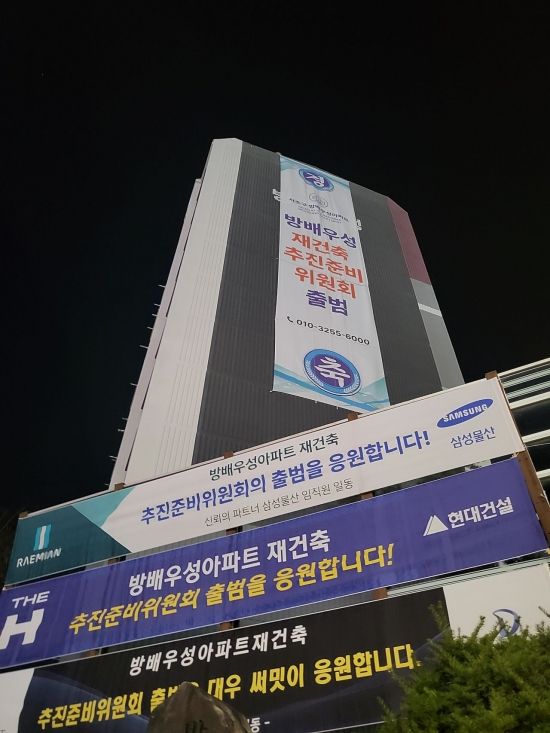 경
방배우성
재건축
추진준비
위원회
출범
010-3255-6000
축
방배우성아파트 재건축
추진준비위원회의 출범을 응원합니다!
신뢰의 파트너 삼성물산 임직원 일동
RAEMIAN
SAMSUNG
삼성물산
THE H
방배우성아파트 재건축
추진준비위원회 출범을 응원합니다!
현대건설
방배우성아파트재건축
추진준비위원회 출범을 대우 써밋이 응원합니다